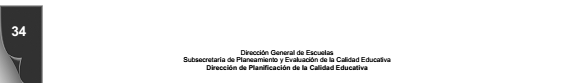 34
Dirección General de Escuelas
Subsecretaría de Planeamiento y Evaluación de la Calidad Educativa
Dirección de Planificación de la Calidad Educativa